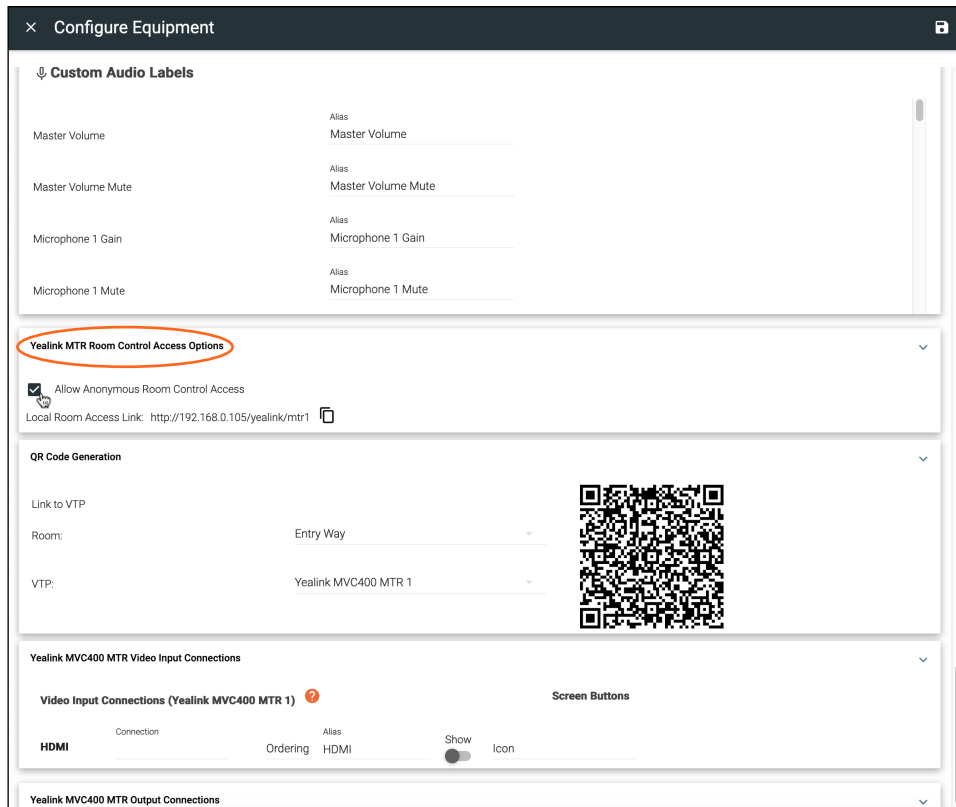 × Configure Equipment
Custom Audio Labels
Alias
Master Volume Master Volume
Alias
Master Volume Mute Master Volume Mute
Alias
Microphone 1 Gain Microphone 1 Gain
Alias
Microphone 1 Mute Microphone 1 Mute
Yealink MTR Room Control Access Options
Allow Anonymous Room Control Access
Local Room Access Link: http://192.168.0.105/yealink/mtr1
QR Code Generation
Link to VTP
Room: Entry Way
VTP: Yealink MVC400 MTR 1
Yealink MVC400 MTR Video Input Connections
Video Input Connections (Yealink MVC400 MTR 1) ? Screen Buttons
Connection Alias Show
HDMI Ordering HDMI Icon
Yealink MVC400 MTR Output Connections